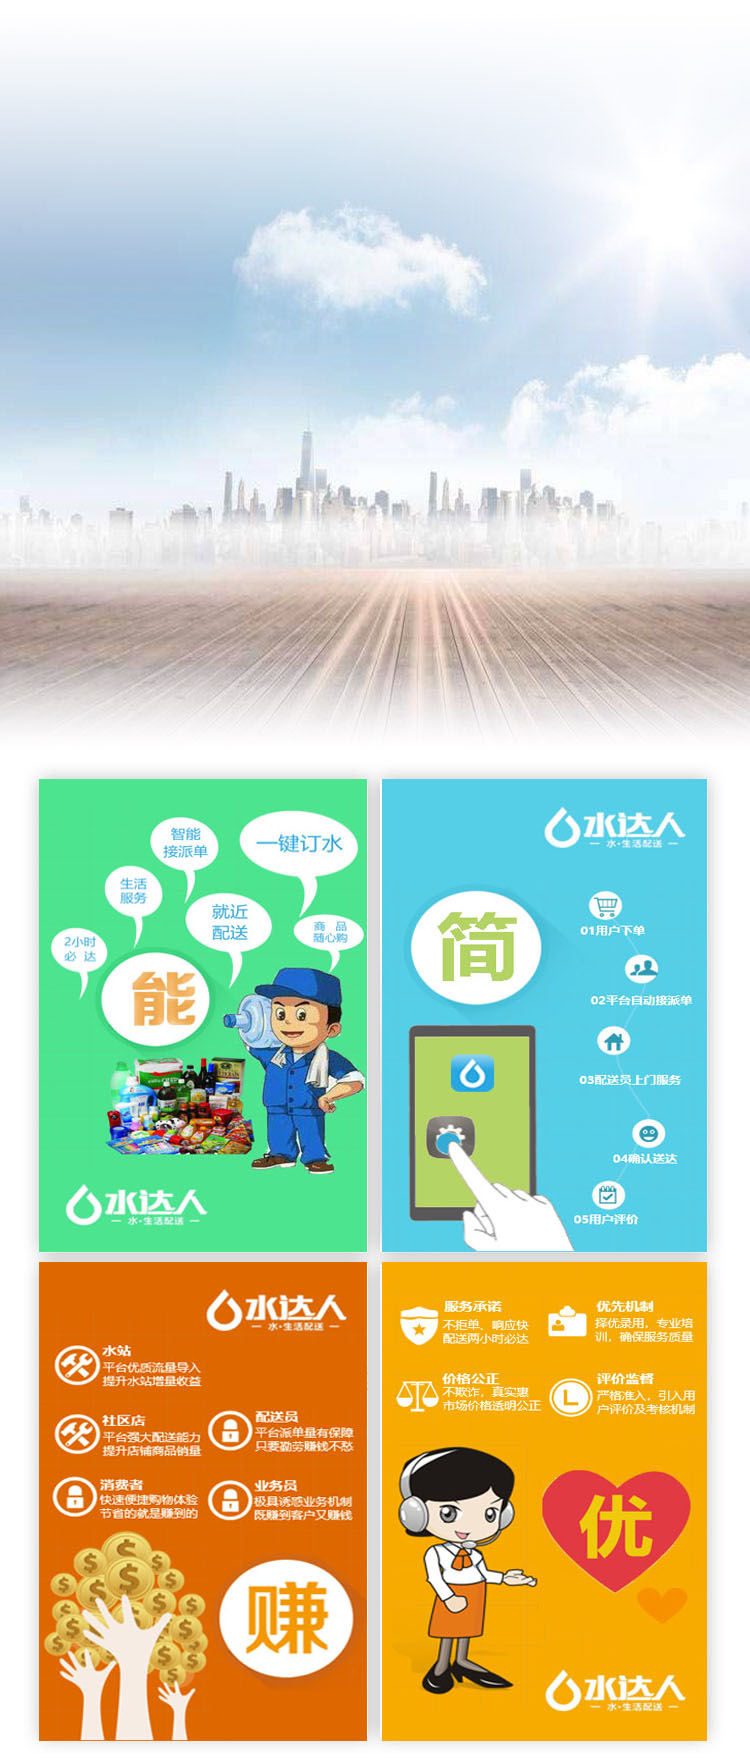 一键订水
智能
接派单
生活
服务
就近
配送
商 品
随心购
2小时
必 达
能
水达人
水·生活配送
水达人
水·生活配送
简
01用户下单
02平台自动接派单
03配送员上门服务
04确认送达
05用户评价
水达人
水·生活配送
水站
平台优质流量导入
提升水站增量收益
社区店
平台强大配送能力
提升店铺商品销量
配送员
平台派单量有保障
只要勤劳赚钱不愁
消费者
快速便捷购物体验
节省的就是赚到的
业务员
极具诱惑业务机制
既赚到客户又赚钱
赚
服务承诺
不拒单、响应快
配送两小时必达
优先机制
择优录用，专业培
训，确保服务质量
价格公正
不欺诈，真实惠
市场价格透明公正
评价监督
严格准入，引入用
户评价及考核机制
优
水达人
水·生活配送